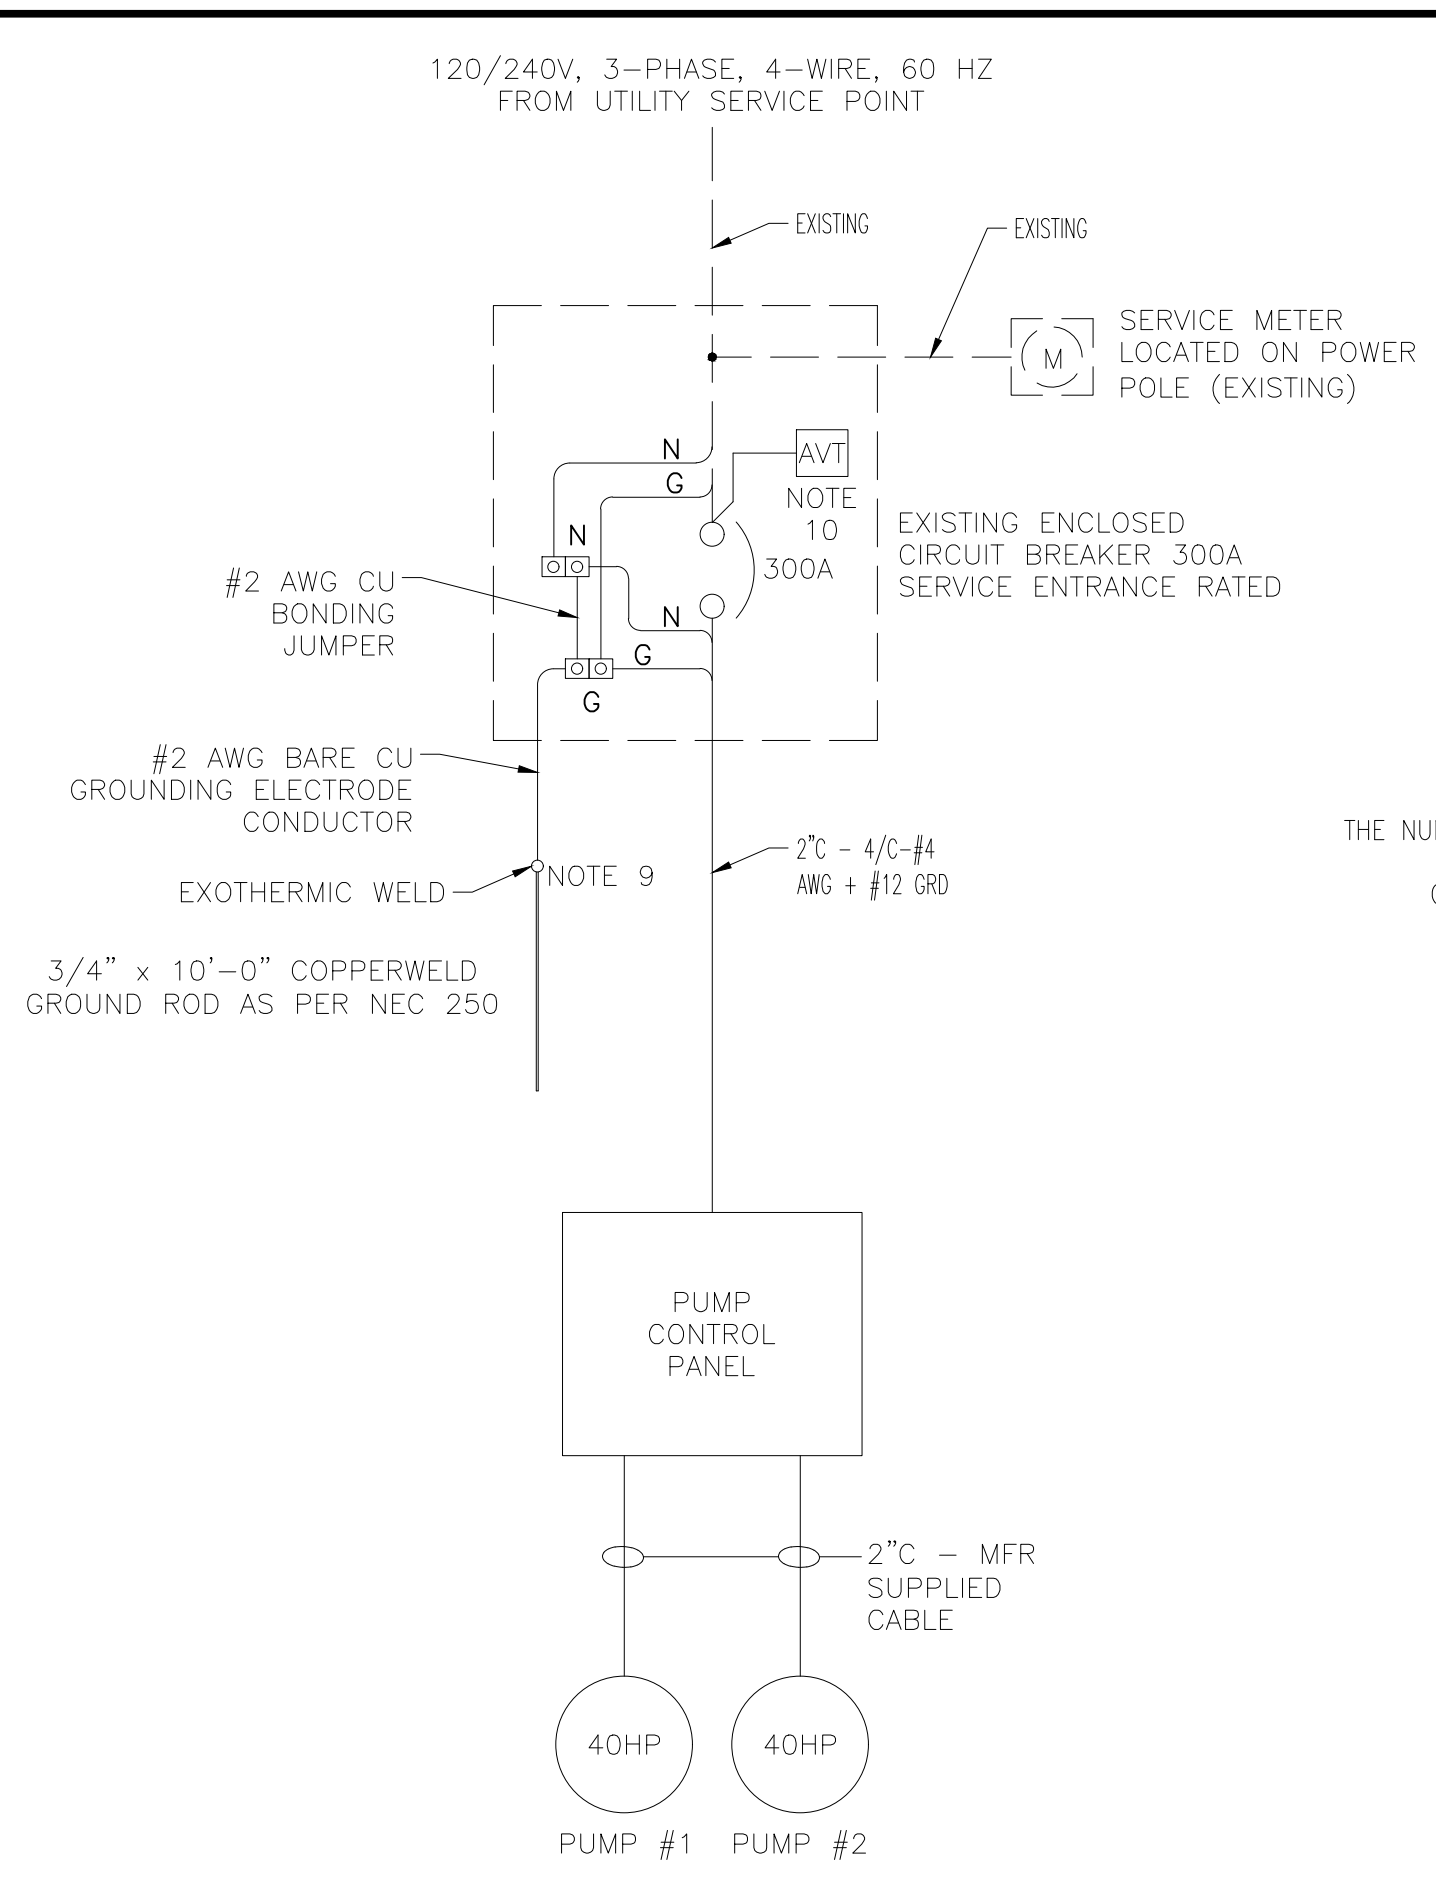 120/240V, 3-PHASE, 4-WIRE, 60 HZ
FROM UTILITY SERVICE POINT
EXISTING
EXISTING
SERVICE METER
LOCATED ON POWER
POLE (EXISTING)
M
N
G
AVT
NOTE
10
N
300A
EXISTING ENCLOSED
CIRCUIT BREAKER 300A
SERVICE ENTRANCE RATED
#2 AWG CU
BONDING
JUMPER
N
G
G
#2 AWG BARE CU
GROUNDING ELECTRODE
CONDUCTOR
THE
2"C - 4/C-#4
AWG + #12 GRD
NOTE 9
EXOTHERMIC WELD
3/4" x 10'-0" COPPERWELD
GROUND ROD AS PER NEC 250
PUMP
CONTROL
PANEL
2"C - MFR
SUPPLIED
CABLE
40HP
40HP
PUMP #1
PUMP #2